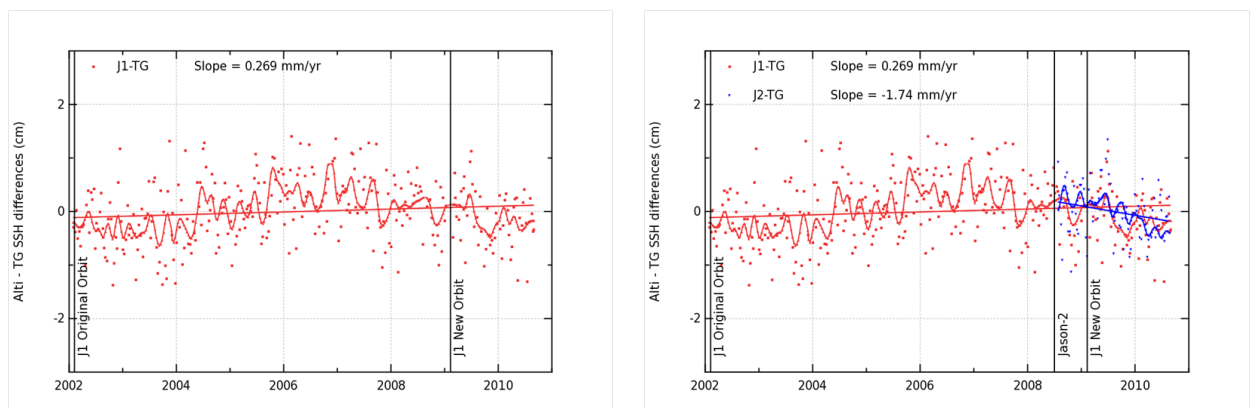 J1-TG Slope = 0.269 mm/yr
2
0
-2
Alti - TG SSH differences (cm)
J1 Original Orbit
J1 New Orbit
2002 2004 2006 2008 2010
J1-TG Slope = 0.269 mm/yr
J2-TG Slope = -1.74 mm/yr
2
0
-2
Alti - TG SSH differences (cm)
J1 Original Orbit
Jason-2
J1 New Orbit
2002 2004 2006 2008 2010